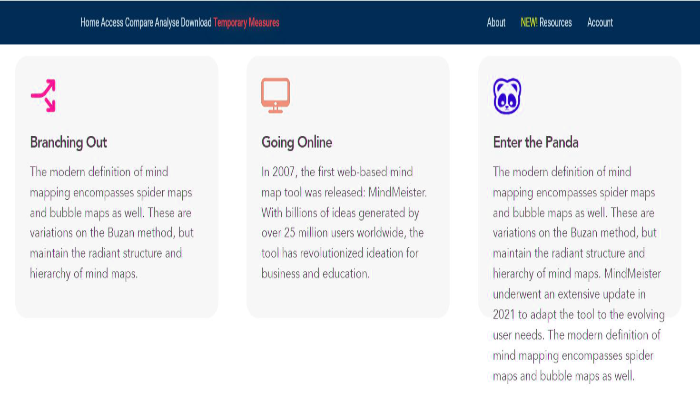 Home Access Compare Analyse Download Temporary Measures
About NEW! Resources Account
Branching Out
The modern definition of mind
mapping encompasses spider maps
and bubble maps as well. These are
variations on the Buzan method, but
maintain the radiant structure and
hierarchy of mind maps.
Going Online
In 2007, the first web-based mind
map tool was released: MindMeister.
With billions of ideas generated by
over 25 million users worldwide, the
tool has revolutionized ideation for
business and education.
Enter the Panda
The modern definition of mind
mapping encompasses spider maps
and bubble maps as well. These are
variations on the Buzan method, but
maintain the radiant structure and
hierarchy of mind maps. MindMeister
underwent an extensive update in
2021 to adapt the tool to the evolving
user needs. The modern definition of
mind mapping encompasses spider
maps and bubble maps as well.